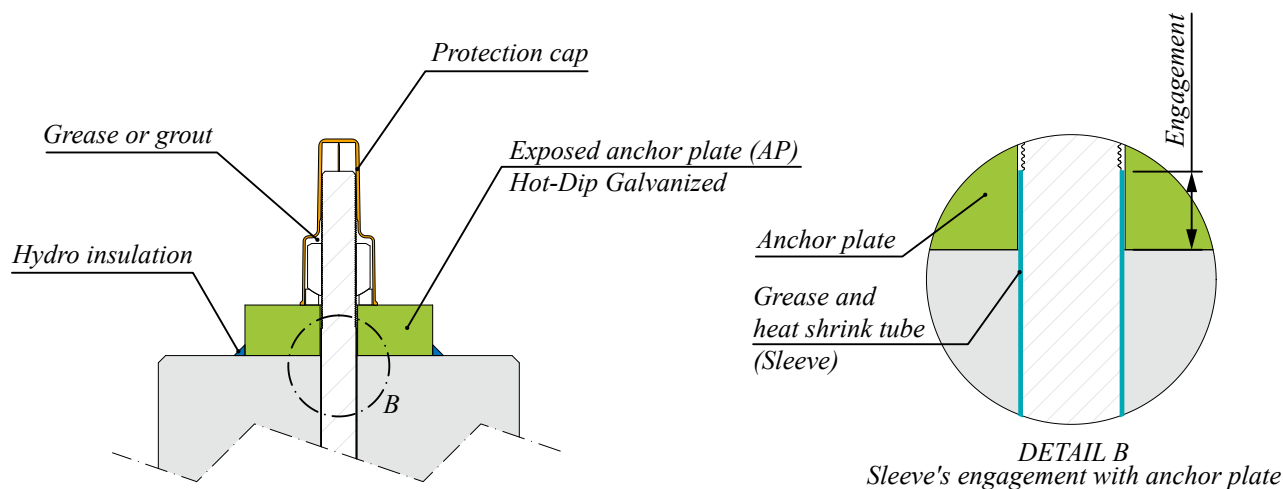 Protection cap
Grease or grout
Exposed anchor plate (AP)
Hot-Dip Galvanized
Hydro insulation
B
Engagement
Anchor plate
Grease and
heat shrink tube
(Sleeve)
DETAIL B
Sleeve's engagement with anchor plate